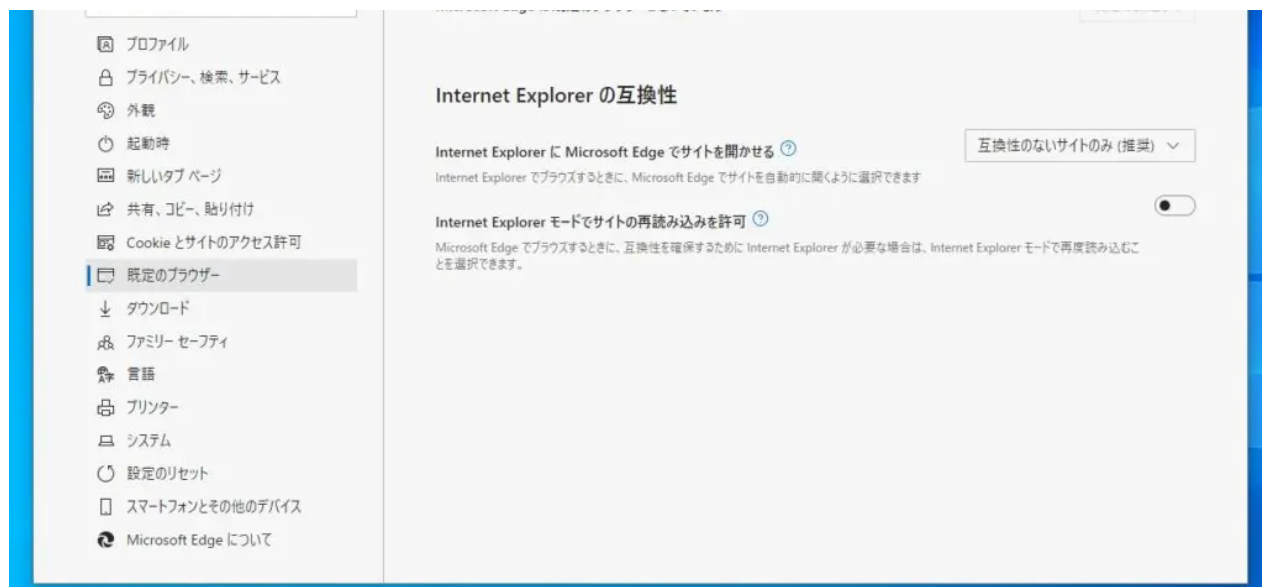 プロファイル
プライバシー、検索、サービス
外観
起動時
新しいタブ ページ
共有、コピー、貼り付け
Cookie とサイトのアクセス許可
既定のブラウザー
ダウンロード
ファミリー セーフティ
言語
プリンター
システム
設定のリセット
スマートフォンとその他のデバイス
Microsoft Edge について
Internet Explorer の互換性
Internet Explorer に Microsoft Edge でサイトを開かせる
互換性のないサイトのみ (推奨)
Internet Explorer でブラウズするときに、Microsoft Edge でサイトを自動的に開くように選択できます
Internet Explorer モードでサイトの再読み込みを許可
Microsoft Edge でブラウズするときに、互換性を確保するために Internet Explorer が必要な場合は、Internet Explorer モードで再度読み込むこ
とを選択できます。